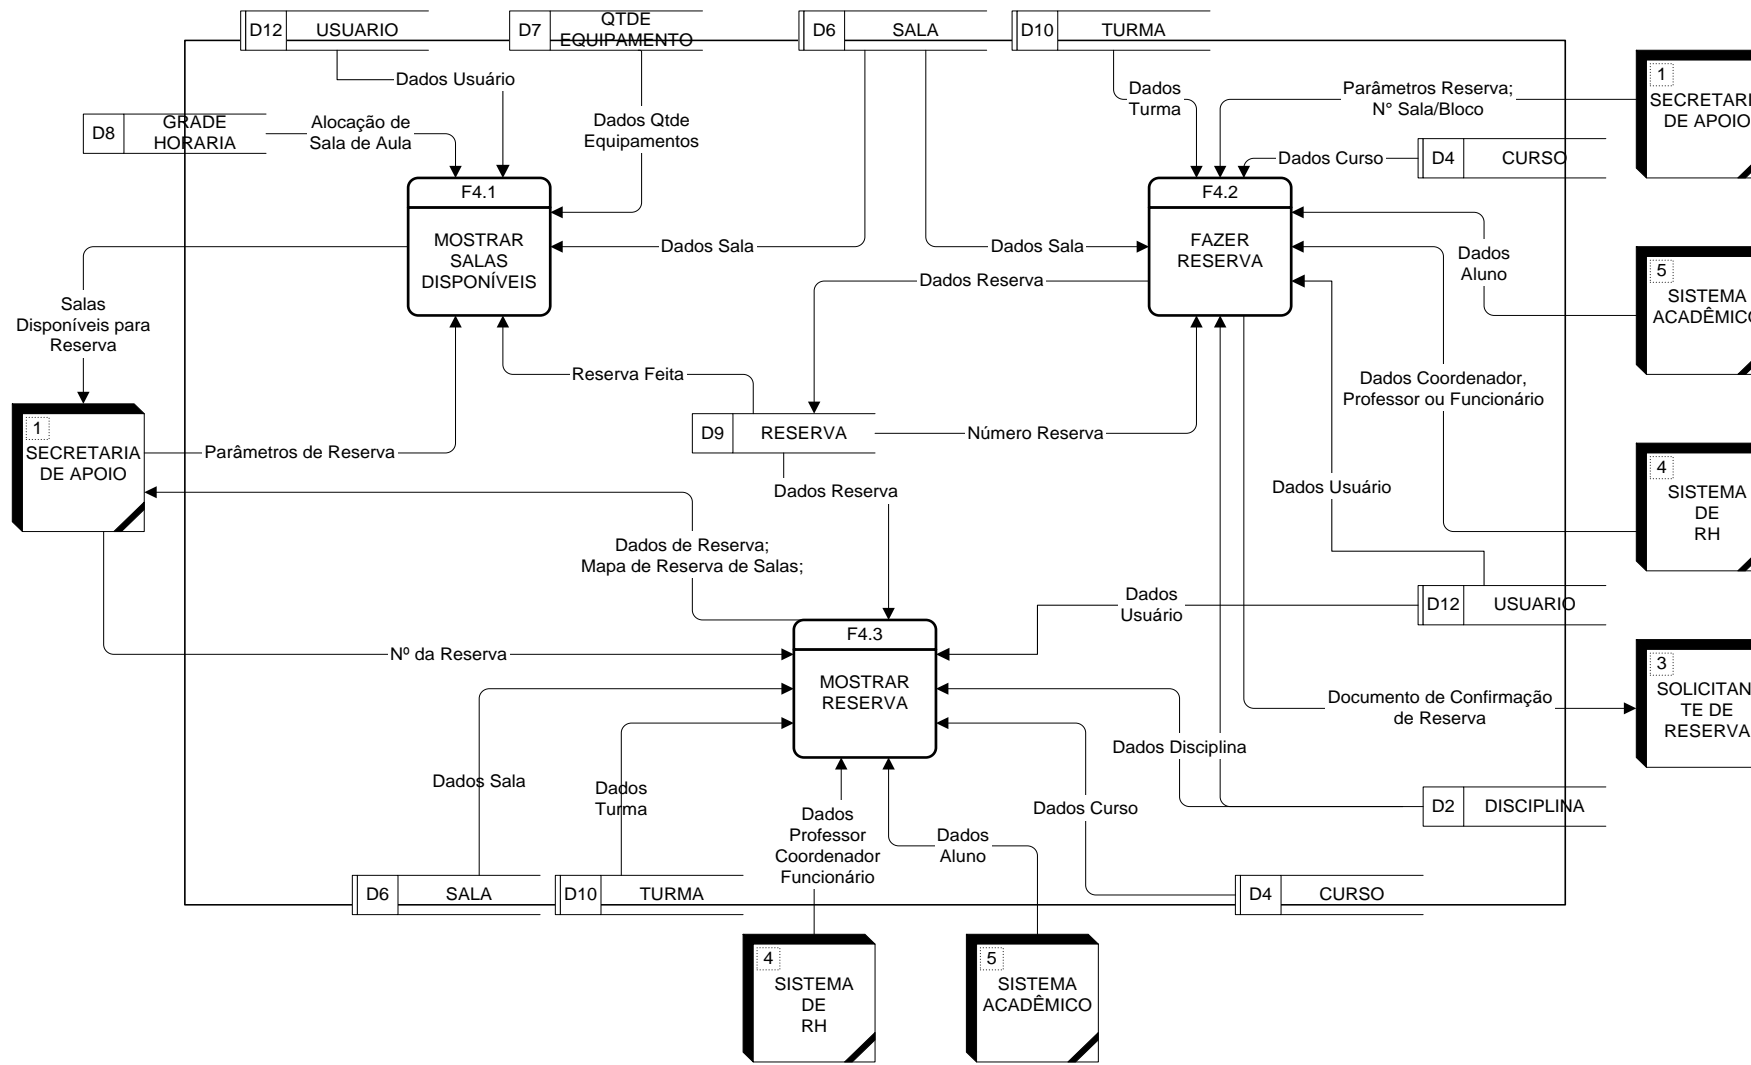 D12
USUARIO
D7
QTDE
EQUIPAMENTO
D6
SALA
D10
TURMA
Dados Usuário
D8
GRADE
HORARIA
Alocação de
Sala de Aula
Dados Qtde
Equipamentos
Dados
Turma
Parâmetros Reserva;
N° Sala/Bloco
1
SECRETARI
DE APOIO
Dados Curso
D4
CURSO
F4.1
MOSTRAR
SALAS
DISPONÍVEIS
F4.2
FAZER
RESERVA
Dados Sala
Dados Sala
Dados
Aluno
5
SISTEMA
ACADÊMICO
Dados Reserva
Salas
Disponíveis para
Reserva
Reserva Feita
Dados Coordenador,
Professor ou Funcionário
1
SECRETARIA
DE APOIO
Parâmetros de Reserva
D9
RESERVA
Número Reserva
4
SISTEMA
DE
RH
Dados Reserva
Dados Usuário
Dados de Reserva;
Mapa de Reserva de Salas;
Dados
Usuário
D12
USUARIO
F4.3
MOSTRAR
RESERVA
Nº da Reserva
3
SOLICITAN
TE DE
RESERVA
Documento de Confirmação
de Reserva
Dados Disciplina
Dados Sala
Dados
Turma
Dados
Professor
Coordenador
Funcionário
Dados
Aluno
Dados Curso
D2
DISCIPLINA
D6
SALA
D10
TURMA
D4
CURSO
4
SISTEMA
DE
RH
5
SISTEMA
ACADÊMICO